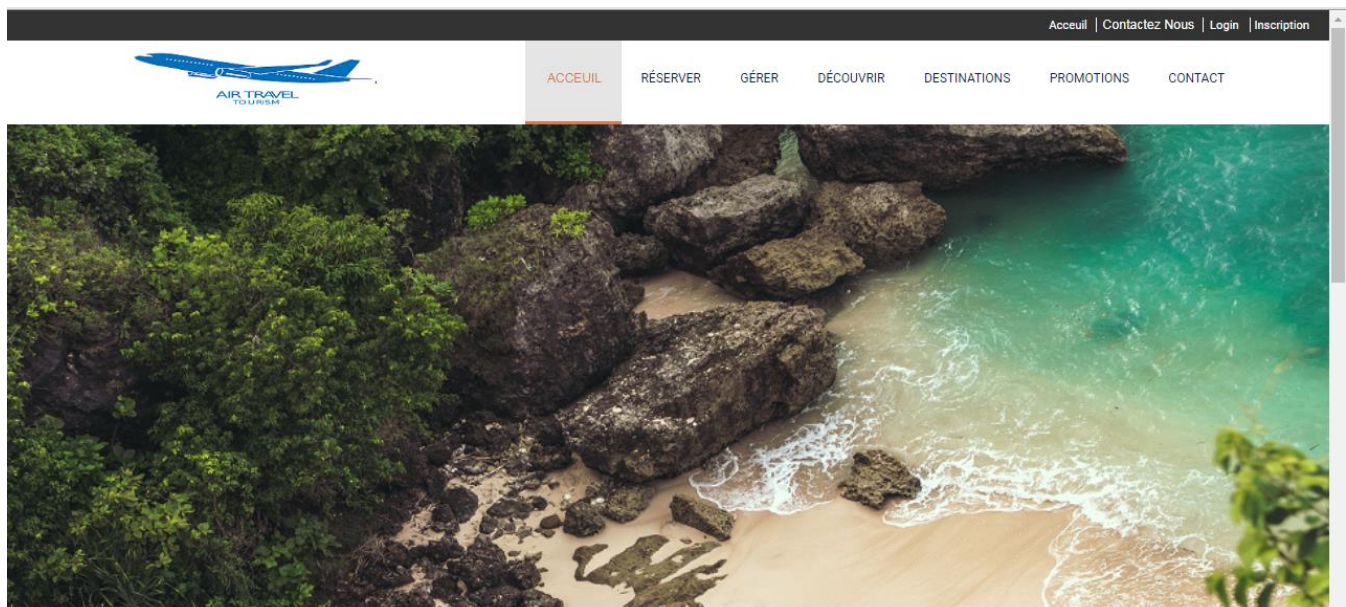 Acceuil | Contactez Nous | Login | Inscription
AIR TRAVEL
TOURISM
ACCEUIL RÉSERVER GÉRER DÉCOUVRIR DESTINATIONS PROMOTIONS CONTACT